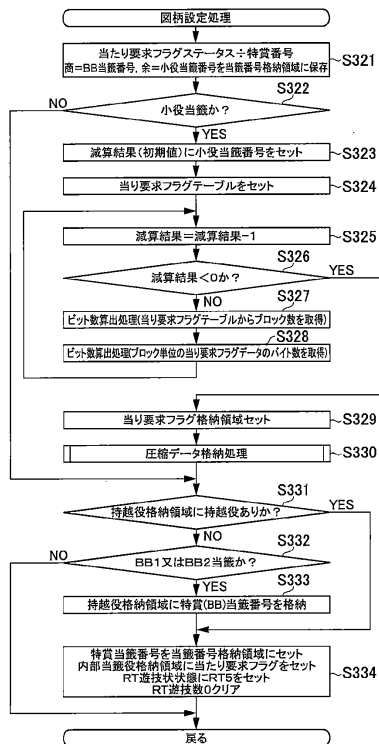 図柄設定処理
当たり要求フラグステータス÷特賞番号
商=BB当籤番号, 余=小役当籤番号を当籤番号格納領域に保存
S321
S322
NO
小役当籤か?
YES
減算結果(初期値)に小役当籤番号をセット
S323
当り要求フラグテーブルをセット
S324
減算結果=減算結果-1
S325
S326
減算結果<0か?
YES
NO
S327
ビット数算出処理(当り要求フラグテーブルからブロック数を取得)
S328
ビット数算出処理(ブロック単位の当り要求フラグデータのバイト数を取得)
当り要求フラグ格納領域セット
S329
圧縮データ格納処理
S330
S331
持越役格納領域に持越役ありか?
YES
NO
S332
NO
BB1又はBB2当籤か?
YES
S333
持越役格納領域に特賞(BB)当籤番号を格納
特賞当籤番号を当籤番号格納領域にセット
内部当籤役格納領域に当たり要求フラグをセット
RT遊技状状態にRT5をセット
RT遊技数0クリア
S334
戻る